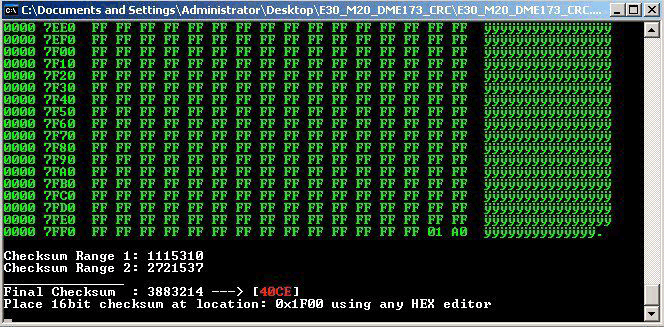 C:\Documents and Settings\Administrator\Desktop\E30_M20_DME173_CRC\E30_M20_DME173_CRC....
0000 7EE0 FF FF FF FF FF FF FF FF FF FF FF FF FF FF FF FF ÿÿÿÿÿÿÿÿÿÿÿÿÿÿÿÿ
0000 7EF0 FF FF FF FF FF FF FF FF FF FF FF FF FF FF FF FF ÿÿÿÿÿÿÿÿÿÿÿÿÿÿÿÿ
0000 7F00 FF FF FF FF FF FF FF FF FF FF FF FF FF FF FF FF ÿÿÿÿÿÿÿÿÿÿÿÿÿÿÿÿ
0000 7F10 FF FF FF FF FF FF FF FF FF FF FF FF FF FF FF FF ÿÿÿÿÿÿÿÿÿÿÿÿÿÿÿÿ
0000 7F20 FF FF FF FF FF FF FF FF FF FF FF FF FF FF FF FF ÿÿÿÿÿÿÿÿÿÿÿÿÿÿÿÿ
0000 7F30 FF FF FF FF FF FF FF FF FF FF FF FF FF FF FF FF ÿÿÿÿÿÿÿÿÿÿÿÿÿÿÿÿ
0000 7F40 FF FF FF FF FF FF FF FF FF FF FF FF FF FF FF FF ÿÿÿÿÿÿÿÿÿÿÿÿÿÿÿÿ
0000 7F50 FF FF FF FF FF FF FF FF FF FF FF FF FF FF FF FF ÿÿÿÿÿÿÿÿÿÿÿÿÿÿÿÿ
0000 7F60 FF FF FF FF FF FF FF FF FF FF FF FF FF FF FF FF ÿÿÿÿÿÿÿÿÿÿÿÿÿÿÿÿ
0000 7F70 FF FF FF FF FF FF FF FF FF FF FF FF FF FF FF FF ÿÿÿÿÿÿÿÿÿÿÿÿÿÿÿÿ
0000 7F80 FF FF FF FF FF FF FF FF FF FF FF FF FF FF FF FF ÿÿÿÿÿÿÿÿÿÿÿÿÿÿÿÿ
0000 7F90 FF FF FF FF FF FF FF FF FF FF FF FF FF FF FF FF ÿÿÿÿÿÿÿÿÿÿÿÿÿÿÿÿ
0000 7FA0 FF FF FF FF FF FF FF FF FF FF FF FF FF FF FF FF ÿÿÿÿÿÿÿÿÿÿÿÿÿÿÿÿ
0000 7FB0 FF FF FF FF FF FF FF FF FF FF FF FF FF FF FF FF ÿÿÿÿÿÿÿÿÿÿÿÿÿÿÿÿ
0000 7FC0 FF FF FF FF FF FF FF FF FF FF FF FF FF FF FF FF ÿÿÿÿÿÿÿÿÿÿÿÿÿÿÿÿ
0000 7FD0 FF FF FF FF FF FF FF FF FF FF FF FF FF FF FF FF ÿÿÿÿÿÿÿÿÿÿÿÿÿÿÿÿ
0000 7FE0 FF FF FF FF FF FF FF FF FF FF FF FF FF FF FF FF ÿÿÿÿÿÿÿÿÿÿÿÿÿÿÿÿ
0000 7FF0 FF FF FF FF FF FF FF FF FF FF FF FF FF FF 01 A0 ÿÿÿÿÿÿÿÿÿÿÿÿÿÿ.
Checksum Range 1: 1115310
Checksum Range 2: 2721537
Final Checksum : 3883214 ---> [40CE]
Place 16bit checksum at location: 0x1F00 using any HEX editor